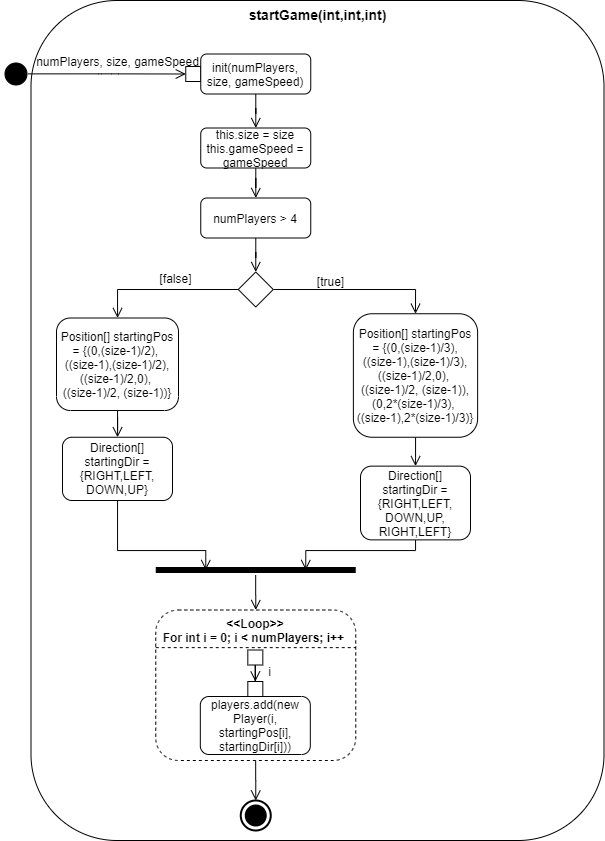 startGame(int,int,int)
numPlayers, size, gameSpeed
init(numPlayers,
size, gameSpeed)
this.size = size
this.gameSpeed =
gameSpeed
numPlayers > 4
[false]
[true]
Position[] startingPos
= {(0,(size-1)/2),
((size-1),(size-1)/2),
((size-1)/2,0),
((size-1)/2, (size-1))}
Position[] startingPos
= {(0,(size-1)/3),
((size-1),(size-1)/3),
((size-1)/2,0),
((size-1)/2, (size-1)),
(0,2*(size-1)/3),
((size-1),2*(size-1)/3)}
Direction[]
startingDir =
{RIGHT,LEFT,
DOWN,UP}
Direction[]
startingDir =
{RIGHT,LEFT,
DOWN,UP,
RIGHT,LEFT}
<<Loop>>
For int i = 0; i < numPlayers; i++
i
players.add(new
Player(i,
startingPos[i],
startingDir[i]))